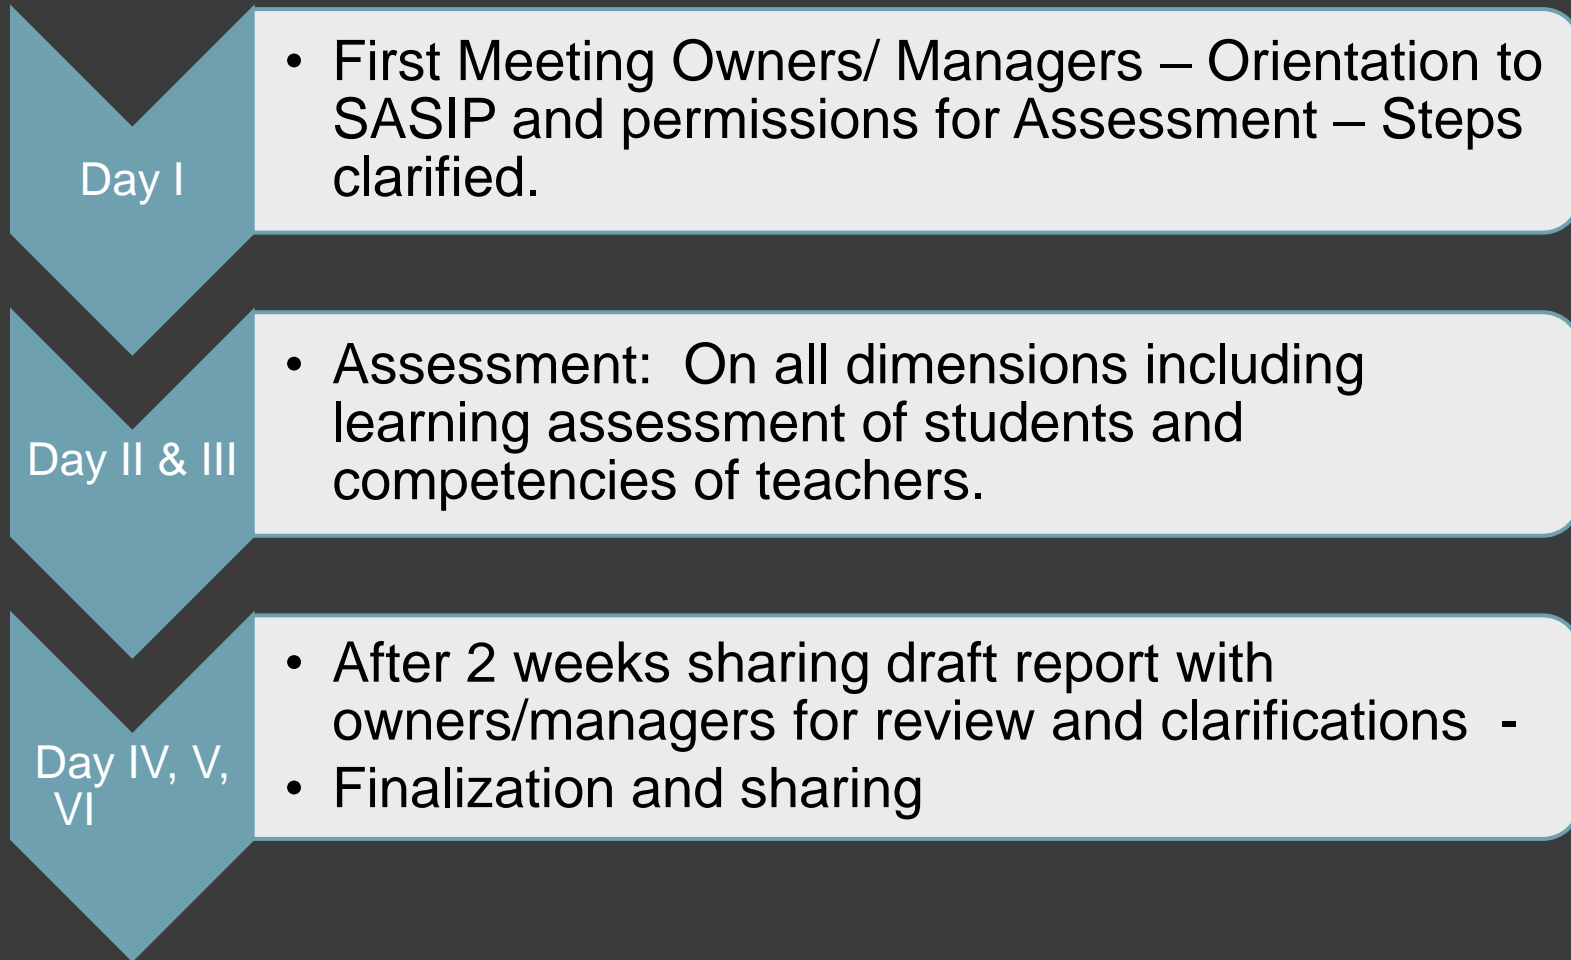 Day I
• First Meeting Owners/ Managers – Orientation to
SASIP and permissions for Assessment – Steps
clarified.
Day II & III
• Assessment:  On all dimensions including
learning assessment of students and
competencies of teachers.
Day IV, V,
VI
• After 2 weeks sharing draft report with
owners/managers for review and clarifications  -
• Finalization and sharing